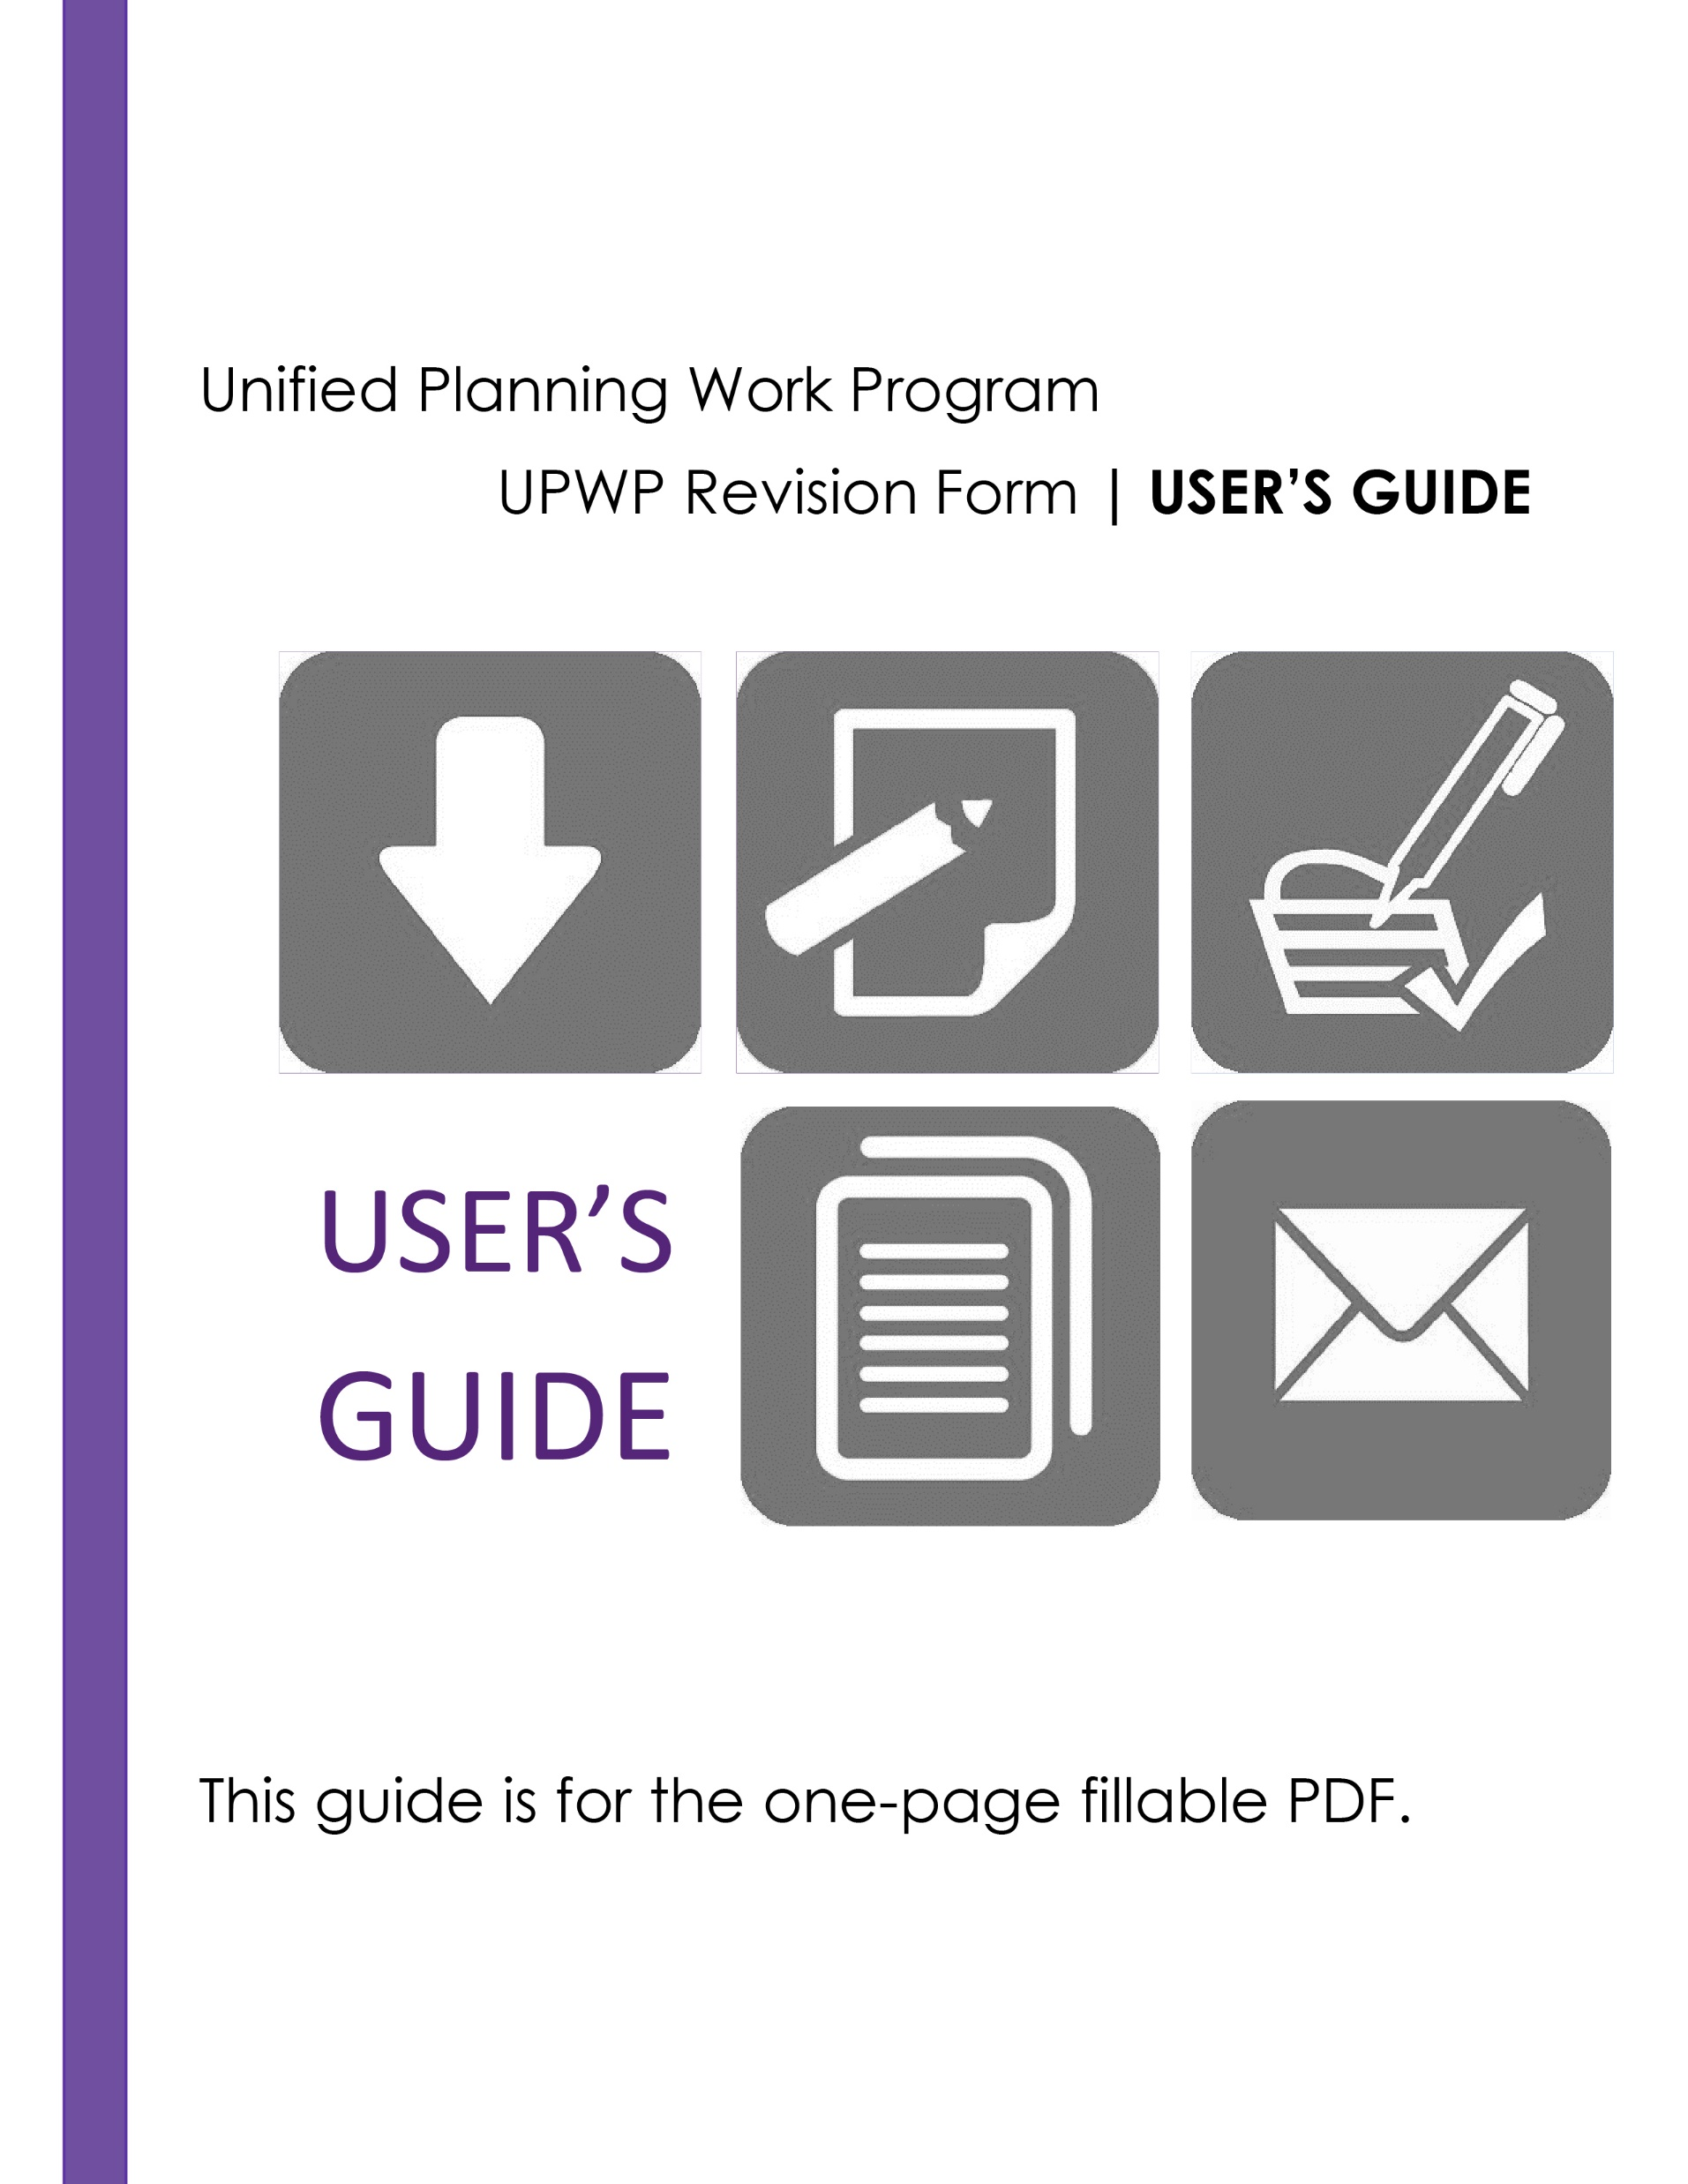 Unified Planning Work Program
UPWP Revision Form | USER’S GUIDE
USER’S
GUIDE
This guide is for the one-page fillable PDF.